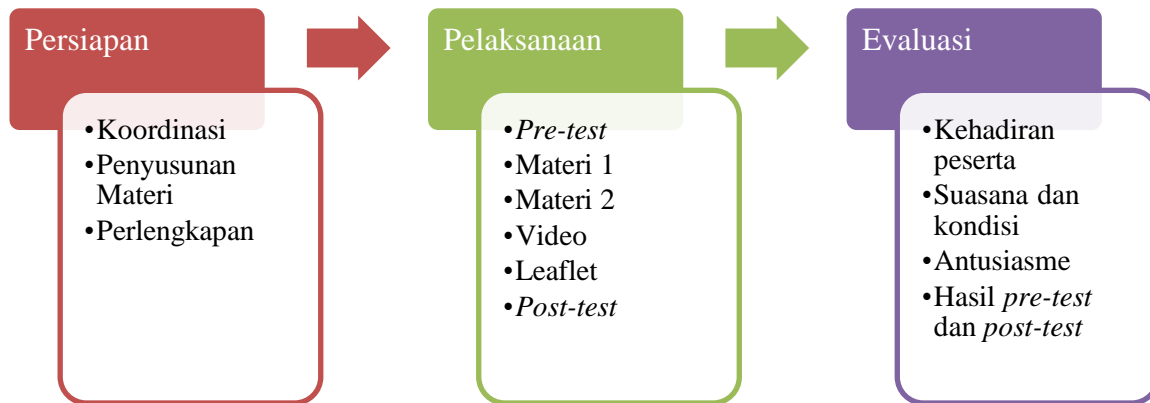 Persiapan
•Koordinasi
•Penyusunan
Materi
•Perlengkapan
Pelaksanaan
•Pre-test
•Materi 1
•Materi 2
•Video
•Leaflet
•Post-test
Evaluasi
•Kehadiran
peserta
•Suasana dan
kondisi
•Antusiasme
•Hasil pre-test
dan post-test